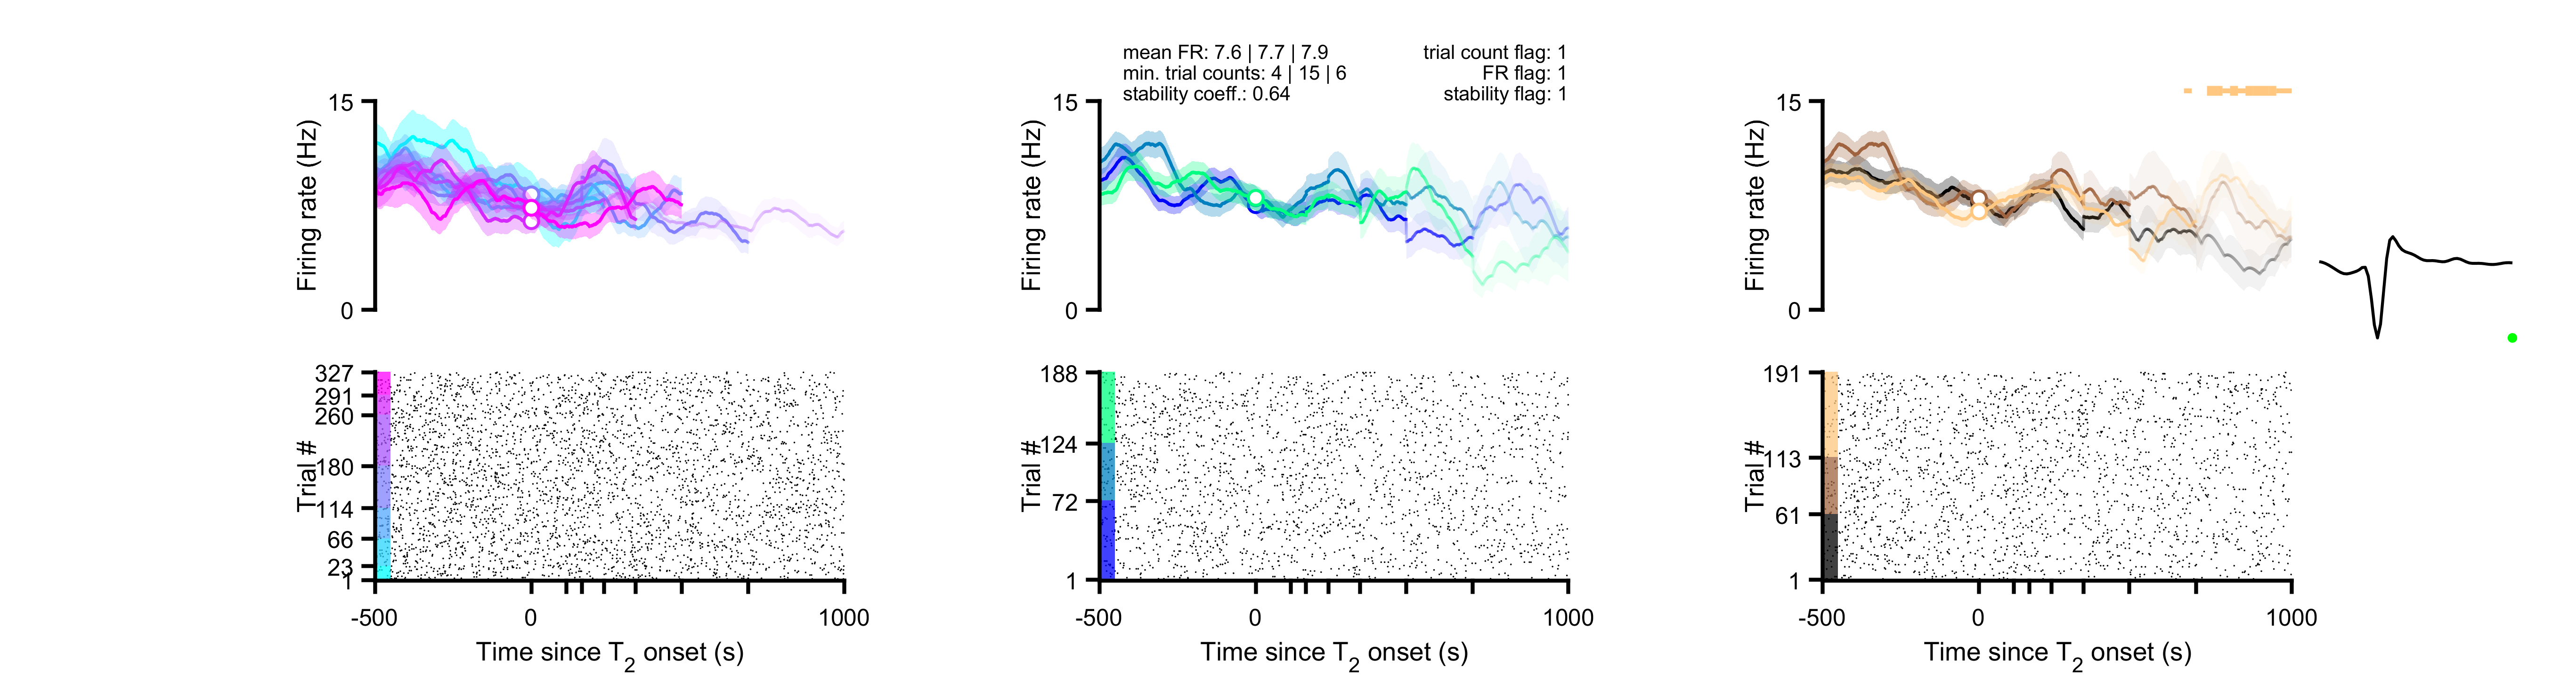 mean FR: 7.6 | 7.7 | 7.9
min. trial counts: 4 | 15 | 6
stability coeff.: 0.64
trial count flag: 1
FR flag: 1
stability flag: 1
15
0
Firing rate (Hz)
15
0
Firing rate (Hz)
15
0
Firing rate (Hz)
327
291
260
180
114
66
23
1
Trial #
-500
0
1000
Time since T2 onset (s)
188
124
72
1
Trial #
-500
0
1000
Time since T2 onset (s)
191
113
61
1
Trial #
-500
0
1000
Time since T2 onset (s)